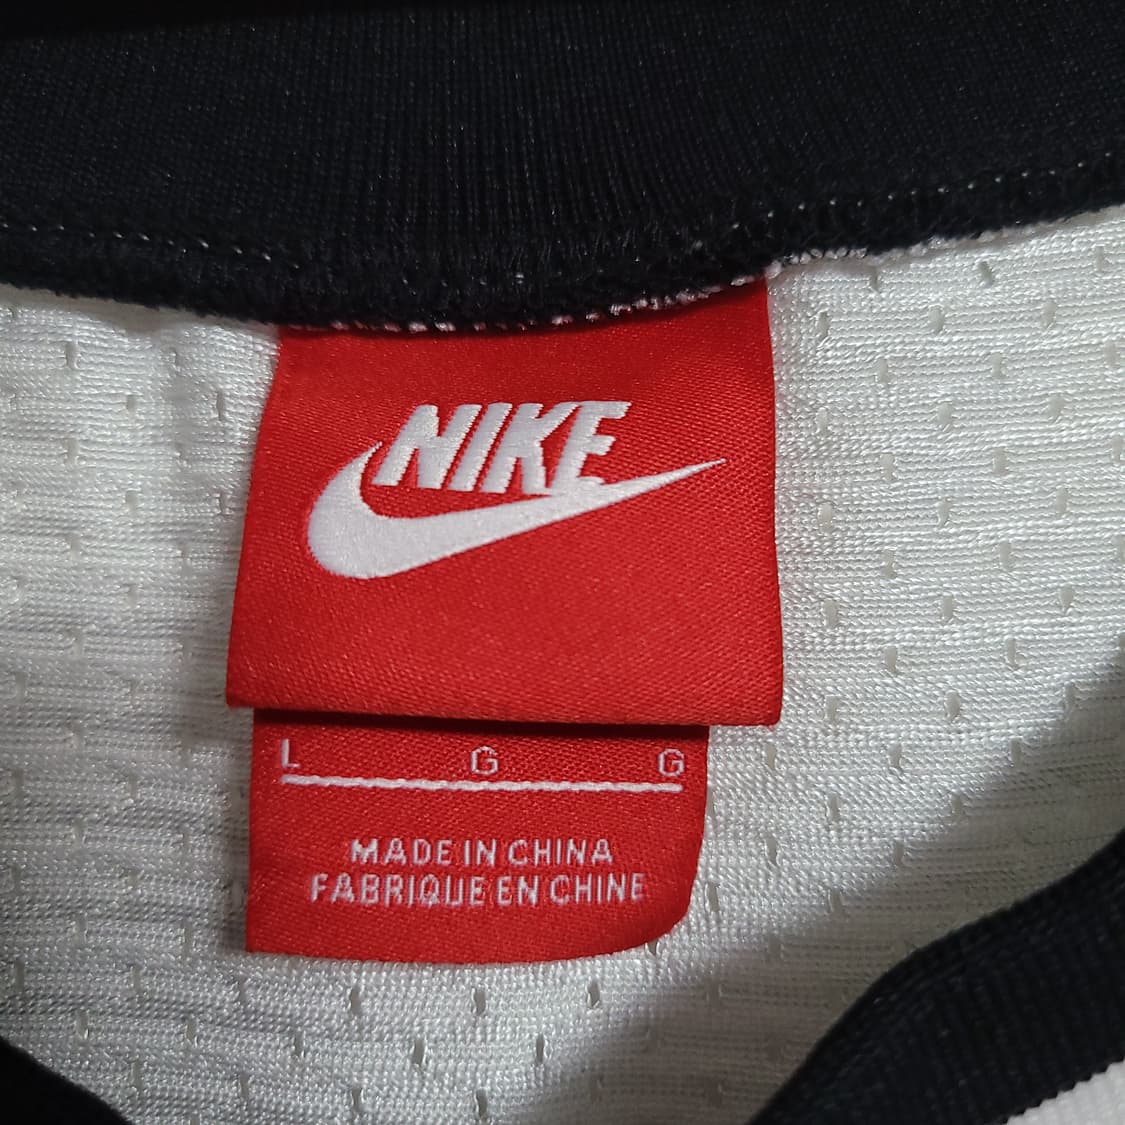 NIKE
L G G
MADE IN CHINA
FABRIQUE EN CHINE